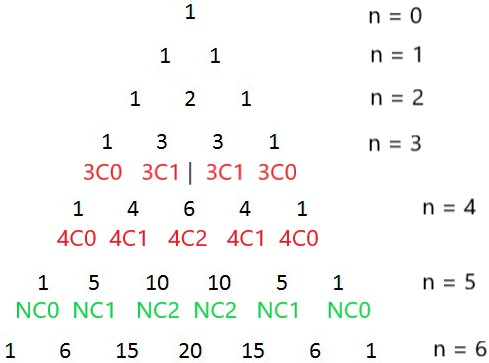 1 n = 0
1 1 n = 1
1 2 1 n = 2
1 3 3 1 n = 3
3C0 3C1 | 3C1 3C0
1 4 6 4 1 n = 4
4C0 4C1 4C2 4C1 4C0
1 5 10 10 5 1 n = 5
NC0 NC1 NC2 NC2 NC1 NC0
1 6 15 20 15 6 1 n = 6